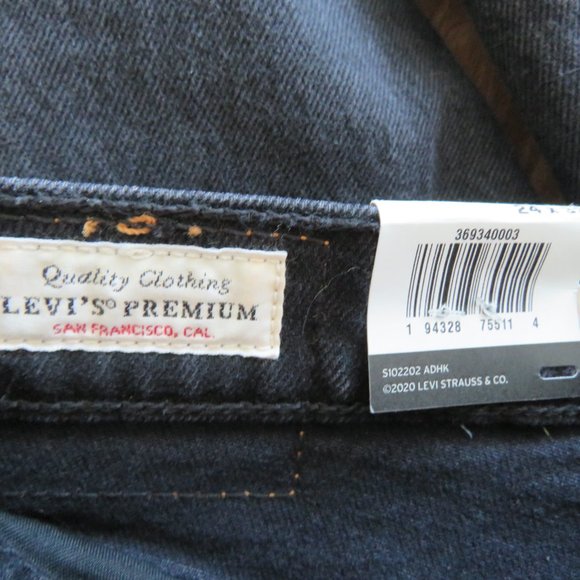 Quality Clothing
LEVI'S® PREMIUM
SAN FRANCISCO, CAL.
369340003
1 94328 75511 4
S102202 ADHK
©2020 LEVI STRAUSS & CO.